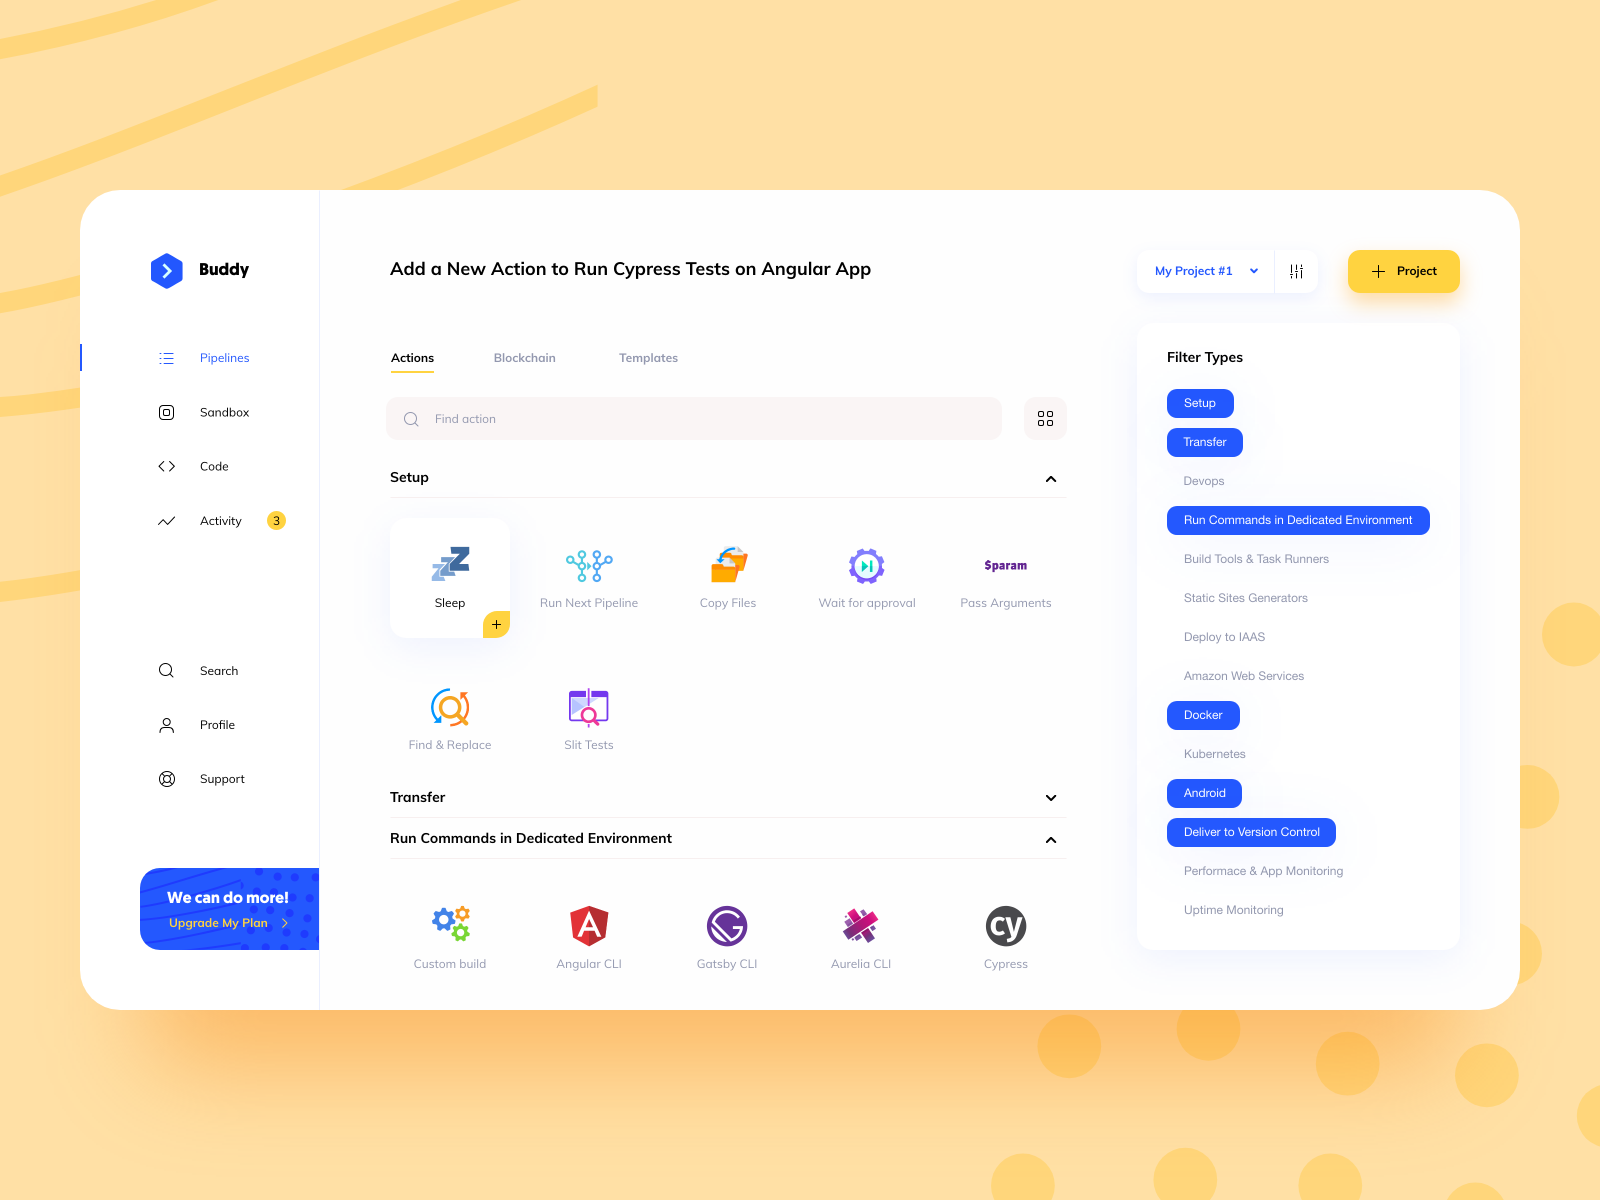 Buddy
Pipelines
Sandbox
Code
Activity 3
Search
Profile
Support
We can do more!
Upgrade My Plan
Add a New Action to Run Cypress Tests on Angular App
My Project #1
Project
Actions Blockchain Templates
Find action
Setup
Sleep Run Next Pipeline Copy Files Wait for approval $param Pass Arguments
Find & Replace Slit Tests
Transfer
Run Commands in Dedicated Environment
Custom build Angular CLI Gatsby CLI Aurelia CLI cy Cypress
Filter Types
Setup
Transfer
Devops
Run Commands in Dedicated Environment
Build Tools & Task Runners
Static Sites Generators
Deploy to IAAS
Amazon Web Services
Docker
Kubernetes
Android
Deliver to Version Control
Performace & App Monitoring
Uptime Monitoring